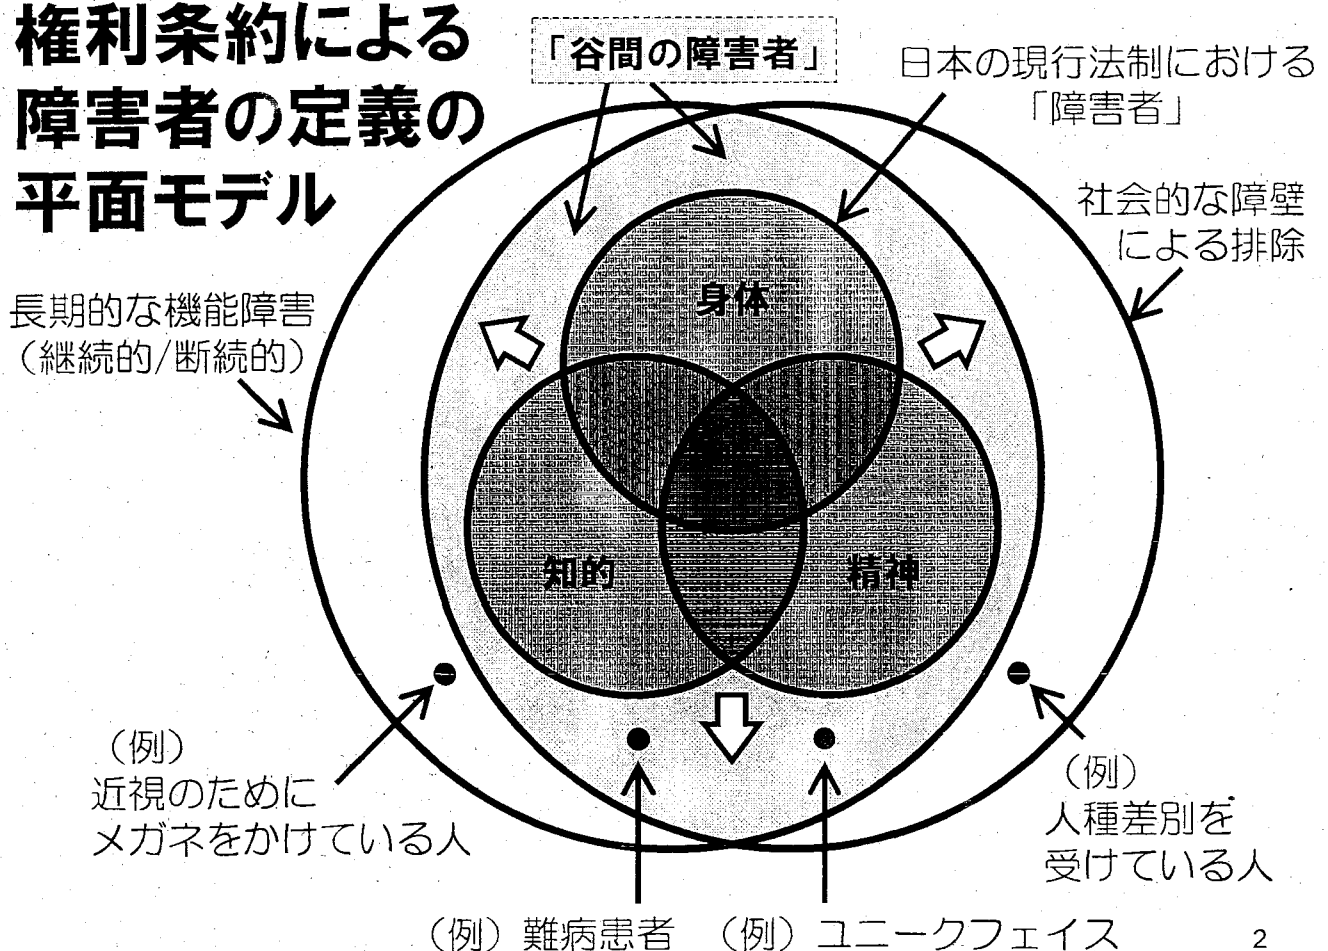 権利条約による
障害者の定義の
平面モデル
「谷間の障害者」
日本の現行法制における
「障害者」
社会的な障壁
による排除
長期的な機能障害
（継続的/断続的）
身体
知的
精神
（例）
近視のために
メガネをかけている人
（例）
人種差別を
受けている人
（例）難病患者
（例）ユニークフェイス
2